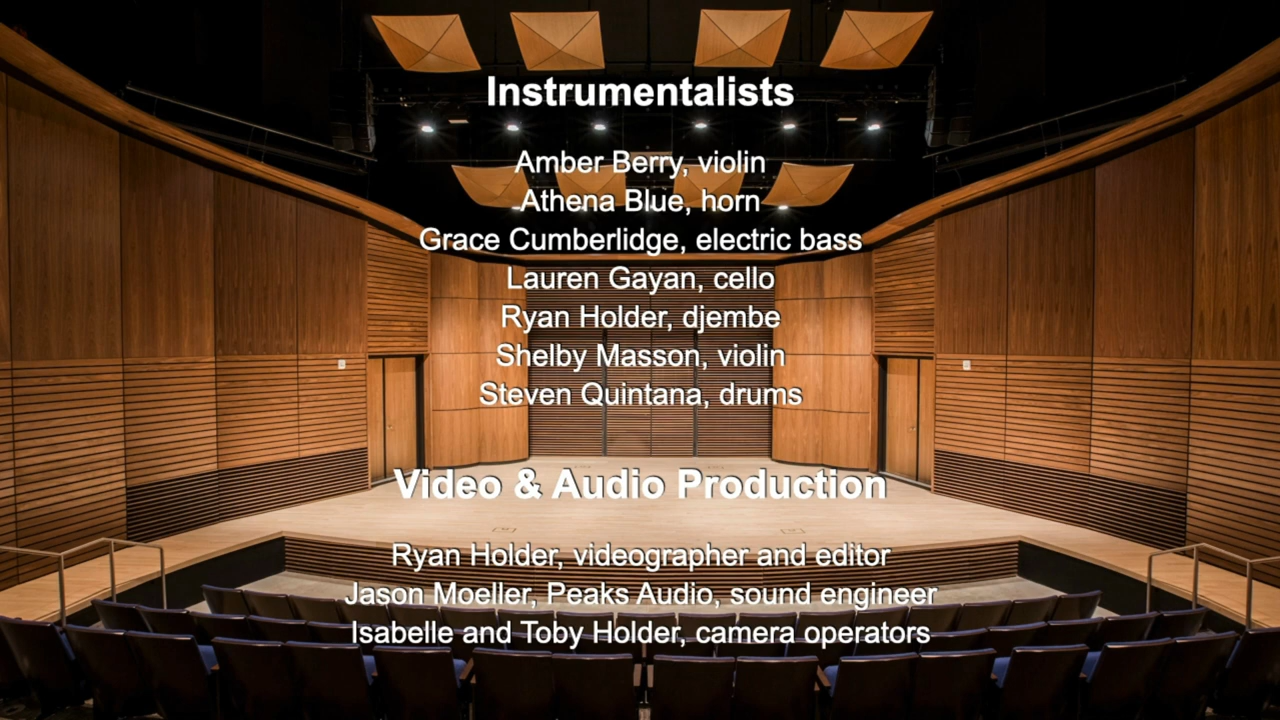 Instrumentalists
Amber Berry, violin
Athena Blue, horn
Grace Cumberlidge, electric bass
Lauren Gayan, cello
Ryan Holder, djembe
Shelby Masson, violin
Steven Quintana, drums
Video & Audio Production
Ryan Holder, videographer and editor
Jason Moeller, Peaks Audio, sound engineer
Isabelle and Toby Holder, camera operators